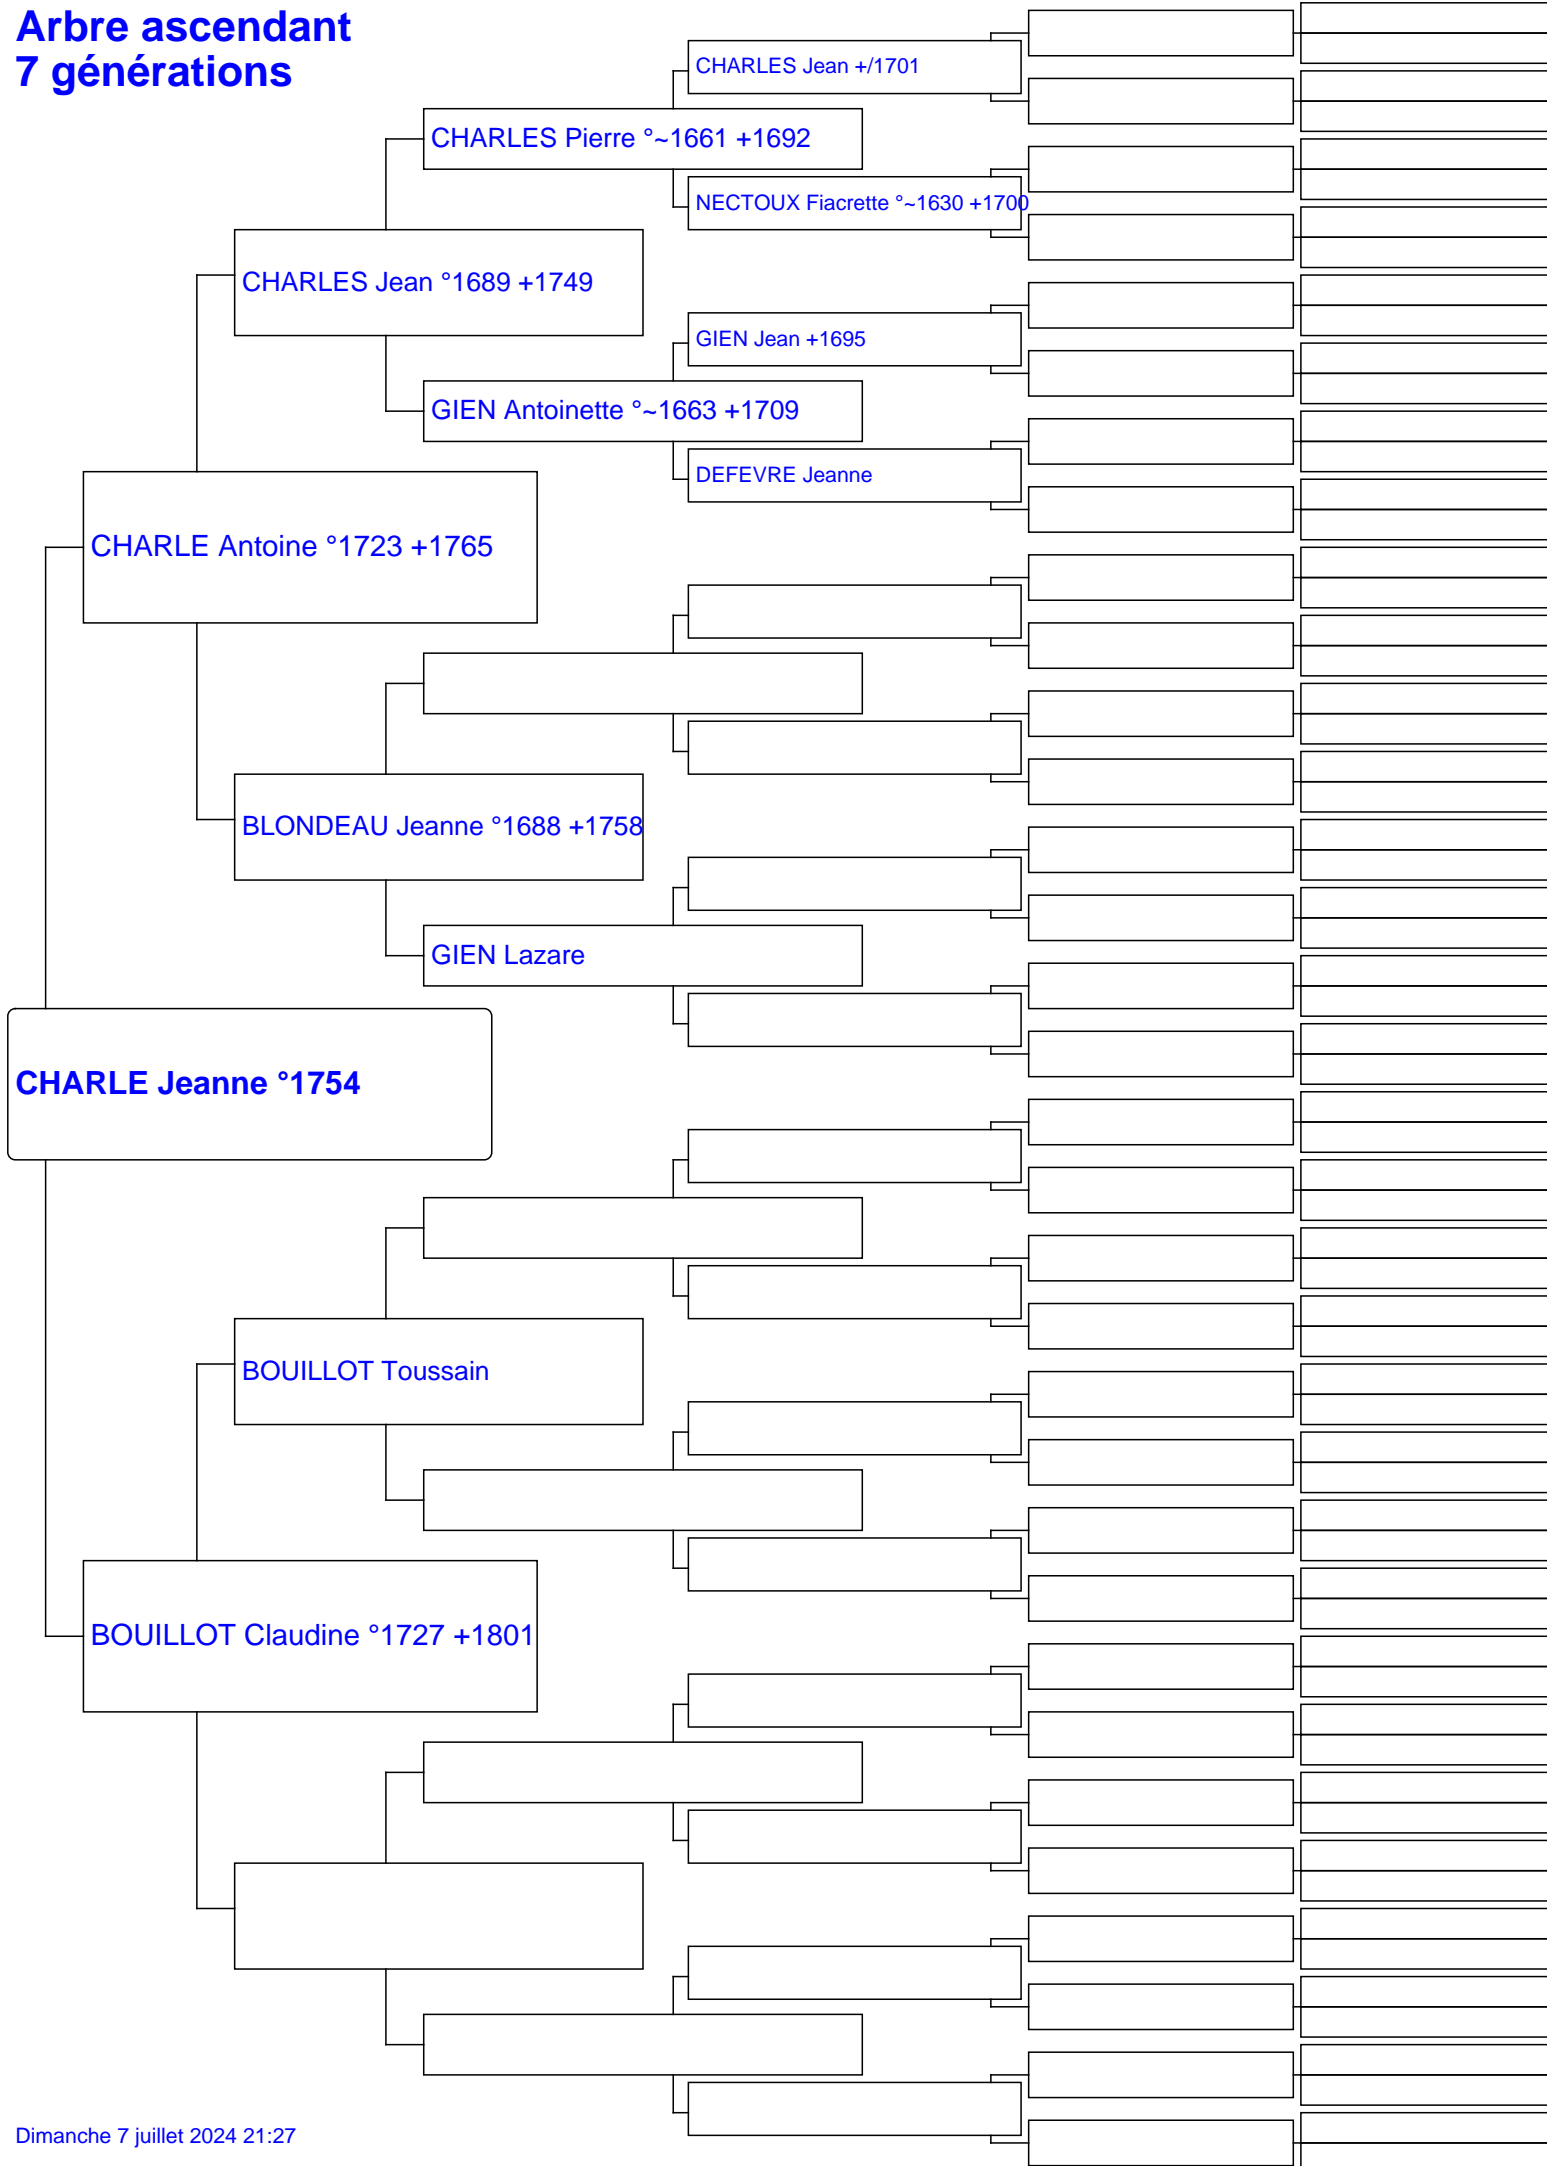 Arbre ascendant
7 générations
CHARLES Jean +/1701
CHARLES Pierre °~1661 +1692
NECTOUX Fiacrette °~1630 +1700
CHARLES Jean °1689 +1749
GIEN Jean +1695
GIEN Antoinette °~1663 +1709
DEFEVRE Jeanne
CHARLE Antoine °1723 +1765
BLONDEAU Jeanne °1688 +1758
GIEN Lazare
CHARLE Jeanne °1754
BOUILLOT Toussain
BOUILLOT Claudine °1727 +1801
Dimanche 7 juillet 2024 21:27